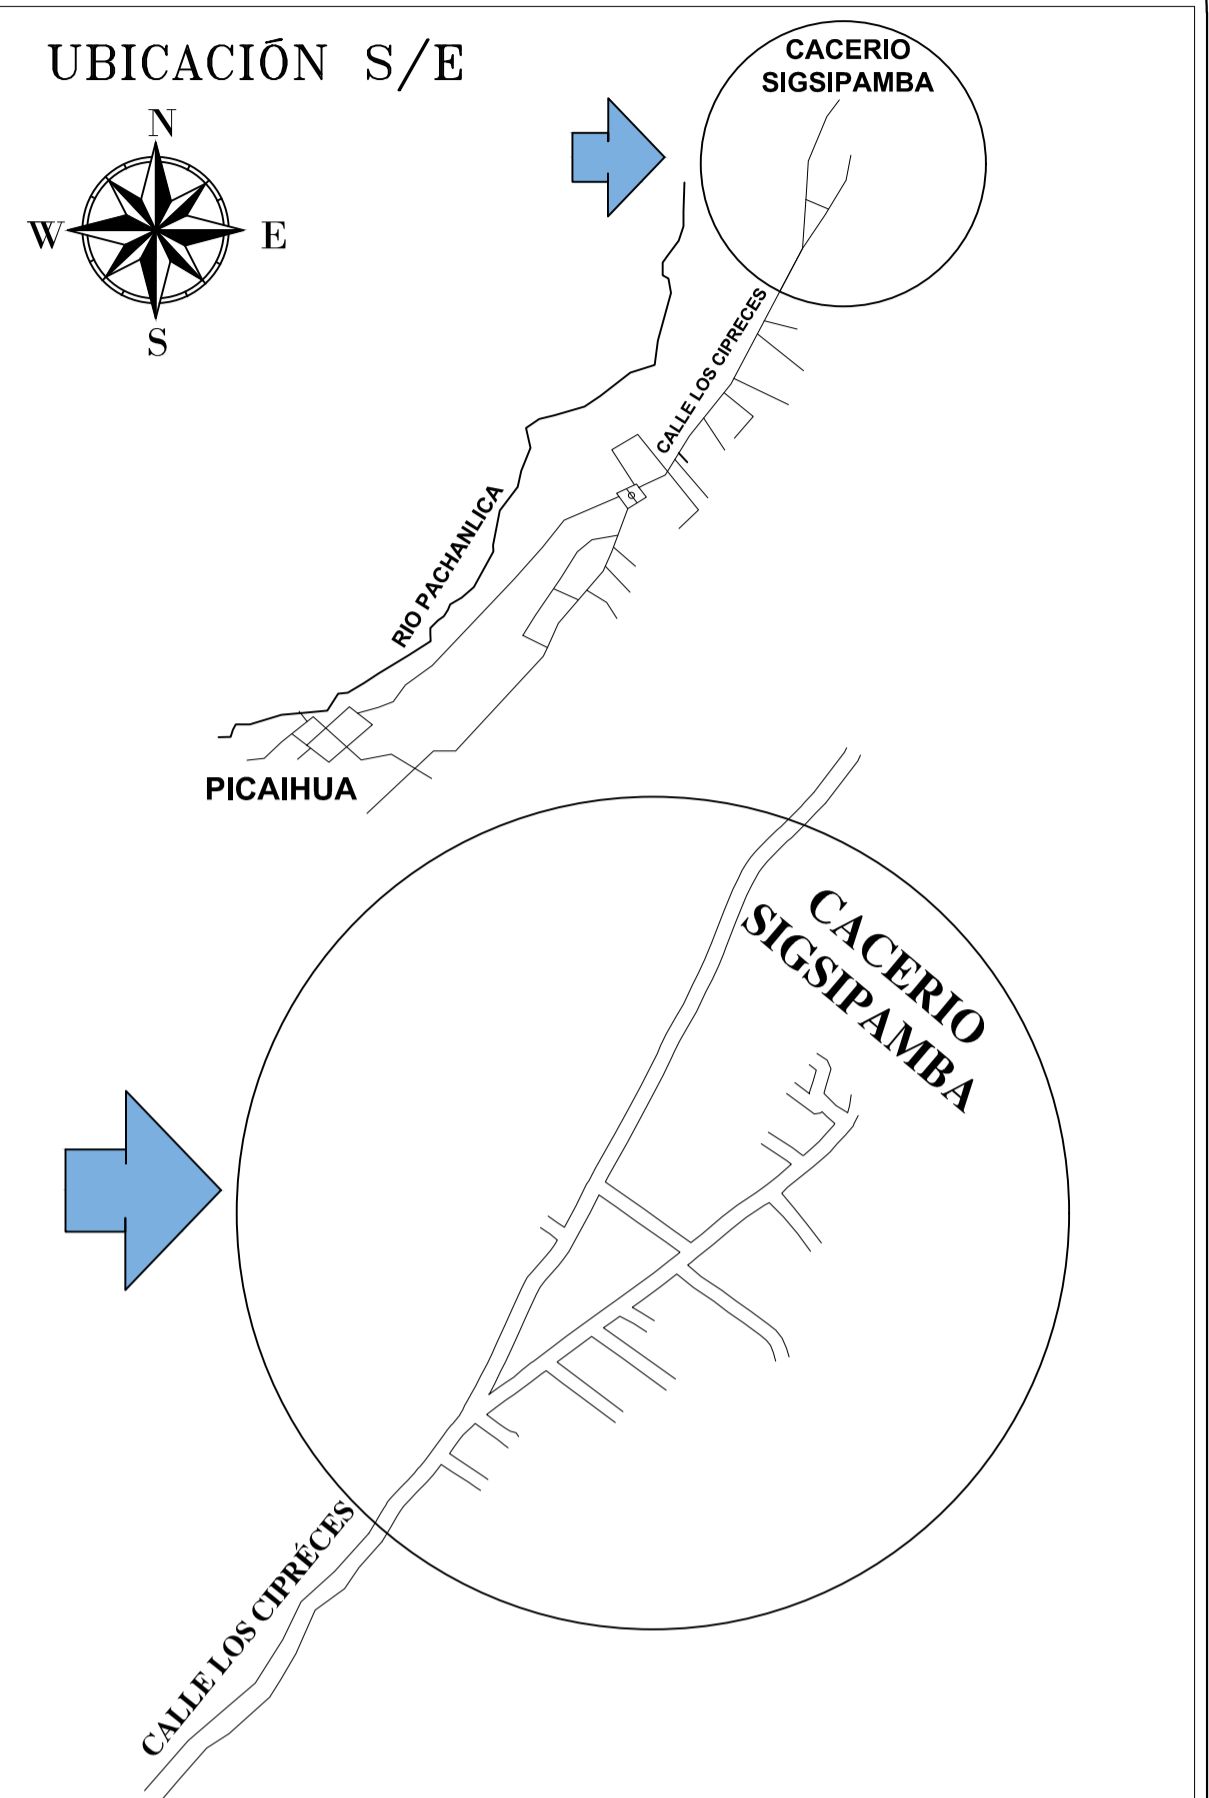 UBICACIÓN S/E
N
W
E
S
CACERIO
SIGSIPAMBA
CALLE LOS CIPRECES
RIO PACHANLICA
PICAIHUA
CACERIO
SIGSIPAMBA
CALLE LOS CIPRÉCES